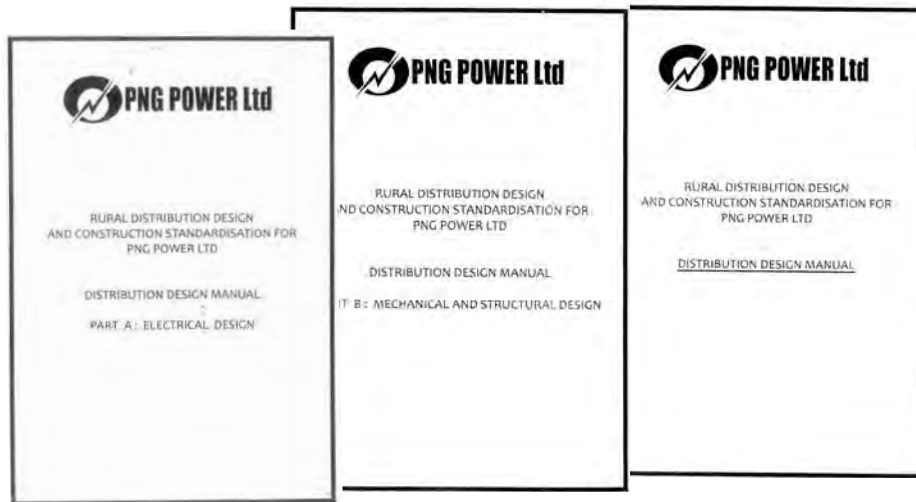 PNG POWER Ltd
RURAL DISTRIBUTION DESIGN
AND CONSTRUCTION STANDARDISATION FOR
PNG POWER LTD
DISTRIBUTION DESIGN MANUAL
:
PART A : ELECTRICAL DESIGN
PNG POWER Ltd
RURAL DISTRIBUTION DESIGN
ND CONSTRUCTION STANDARDISATION FOR
PNG POWER LTD
DISTRIBUTION DESIGN MANUAL
T B : MECHANICAL AND STRUCTURAL DESIGN
PNG POWER Ltd
RURAL DISTRIBUTION DESIGN
AND CONSTRUCTION STANDARDISATION FOR
PNG POWER LTD
DISTRIBUTION DESIGN MANUAL